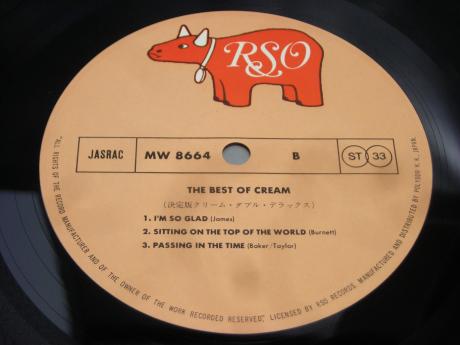 RSO
JASRAC MW 8664 B ST 33
THE BEST OF CREAM
(決定版クリーム・ダブル・デラックス)
1. I'M SO GLAD (James)
2. SITTING ON THE TOP OF THE WORLD (Burnett)
3. PASSING IN THE TIME (Baker/Taylor)
"ALL RIGHTS OF THE RECORD MANUFACTURER AND OF THE OWNER OF THE WORK RECORDED RESERVED", LICENSED BY RSO RECORDS, MANUFACTURED AND DISTRIBUTED BY POLYDOR K. K., JAPAN.